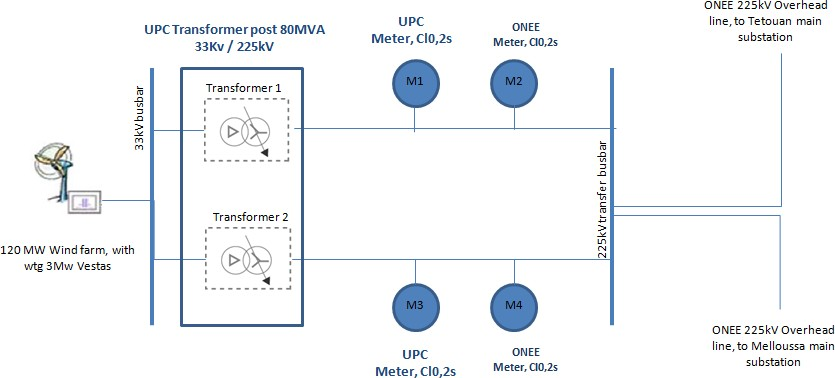 UPC Transformer post 80MVA
33Kv / 225kV
UPC
Meter, Cl0,2s
ONEE
Meter, Cl0,2s
ONEE 225kV Overhead
line, to Tetouan main
substation
33kV busbar
Transformer 1
M1
M2
225kV transfer busbar
Transformer 2
120 MW Wind farm, with
wtg 3Mw Vestas
M3
M4
UPC
Meter, Cl0,2s
ONEE
Meter, Cl0,2s
ONEE 225kV Overhead
line, to Melloussa main
substation